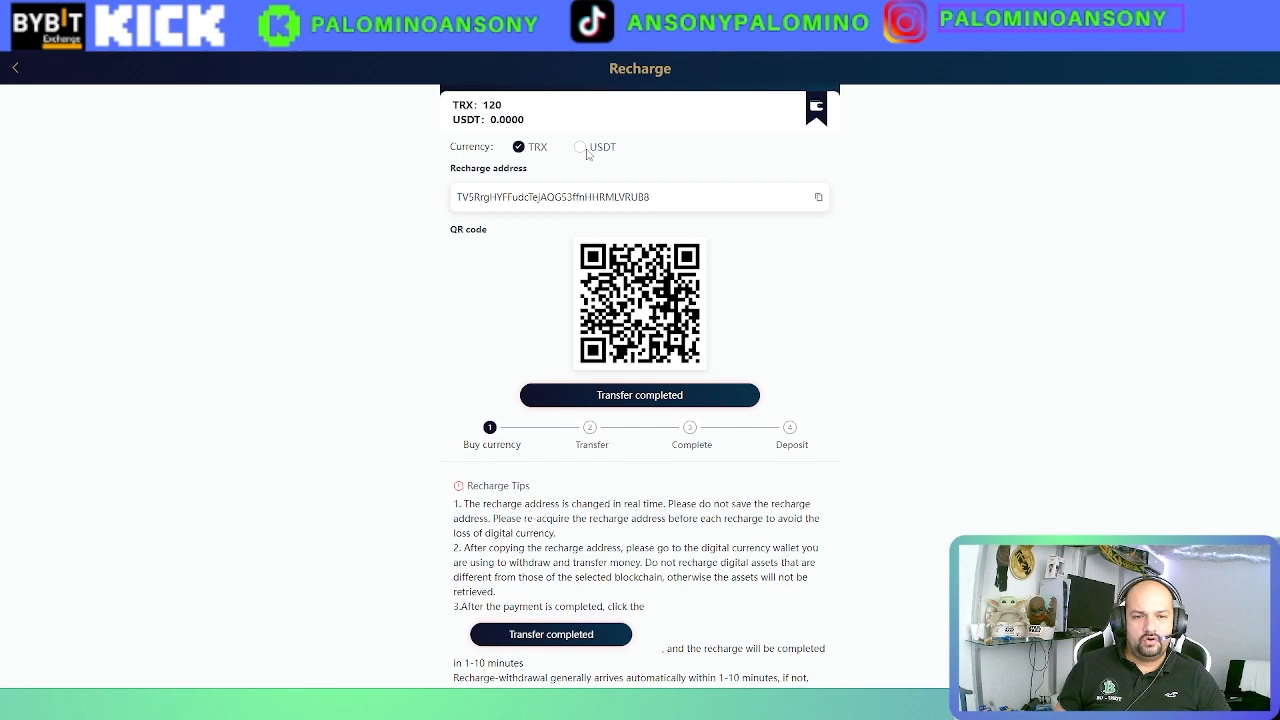 BYBIT
Exchange
KICK
PALOMINOANSONY
ANSONYPALOMINO
PALOMINOANSONY
Recharge
TRX: 120
USDT: 0.0000
Currency:
TRX
USDT
Recharge address
TV5RrgHYFFudcTeJAQG53ffnHHRMLVRUB8
QR code
Transfer completed
1
2
3
4
Buy currency
Transfer
Complete
Deposit
Recharge Tips
1. The recharge address is changed in real time. Please do not save the recharge
address. Please re-acquire the recharge address before each recharge to avoid the
loss of digital currency.
2. After copying the recharge address, please go to the digital currency wallet you
are using to withdraw and transfer money. Do not recharge digital assets that are
different from those of the selected blockchain, otherwise the assets will not be
retrieved.
3.After the payment is completed, click the
Transfer completed
, and the recharge will be completed
in 1-10 minutes
Recharge-withdrawal generally arrives automatically within 1-10 minutes, if not,